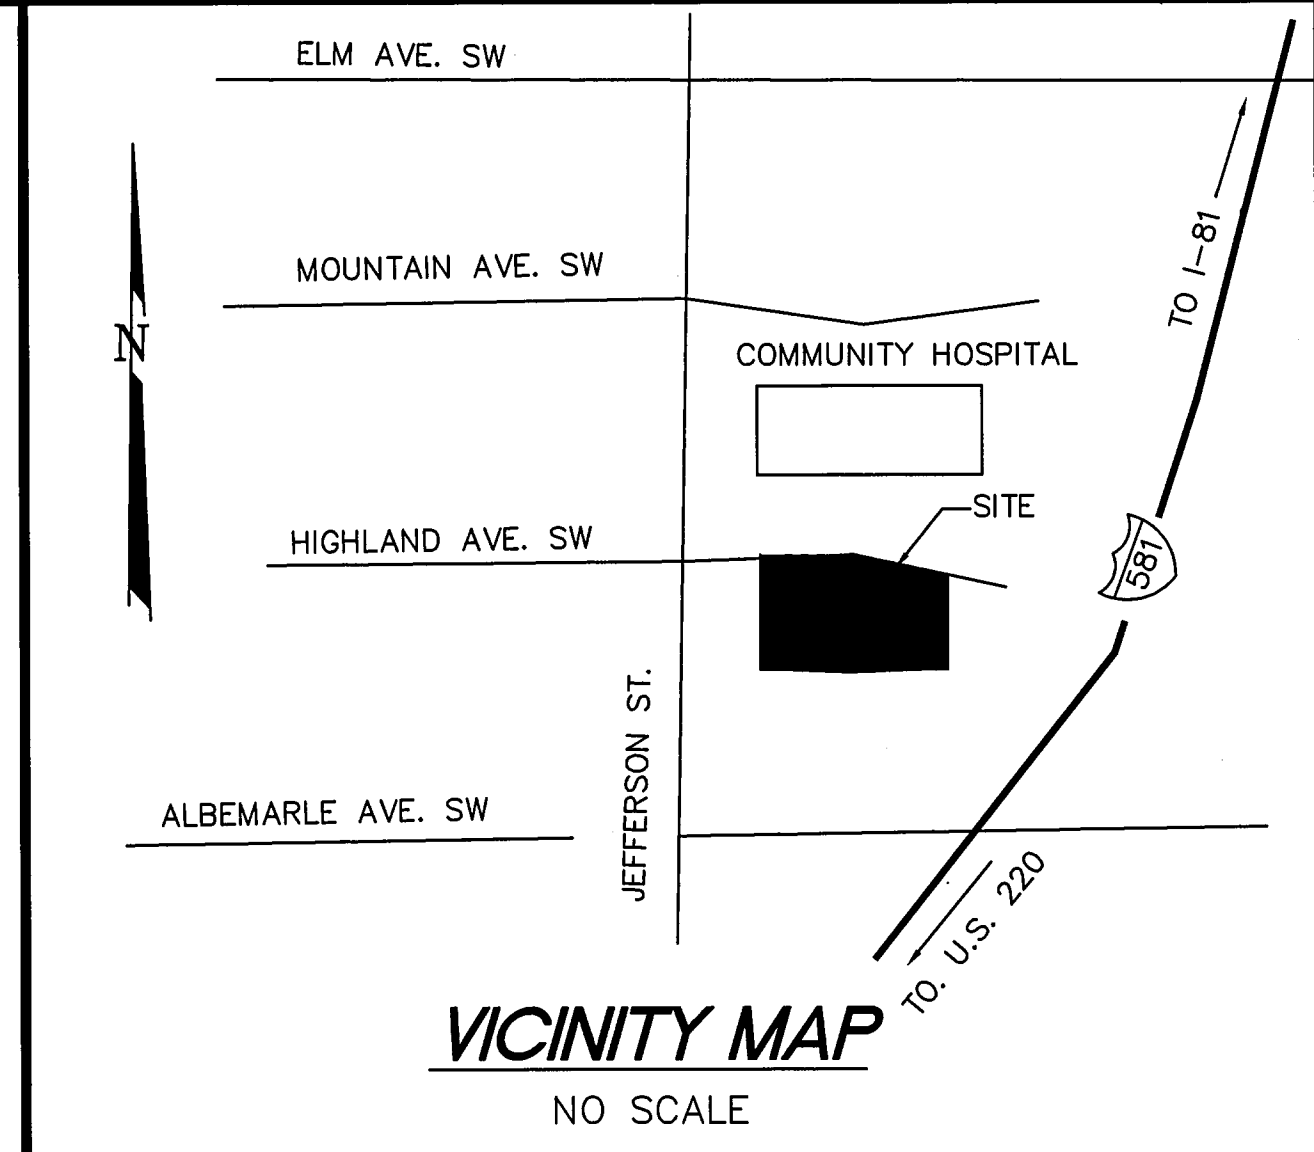 ELM AVE. SW
TO I-81
MOUNTAIN AVE. SW
N
COMMUNITY HOSPITAL
SITE
HIGHLAND AVE. SW
581
JEFFERSON ST.
ALBEMARLE AVE. SW
TO. U.S. 220
VICINITY MAP
NO SCALE